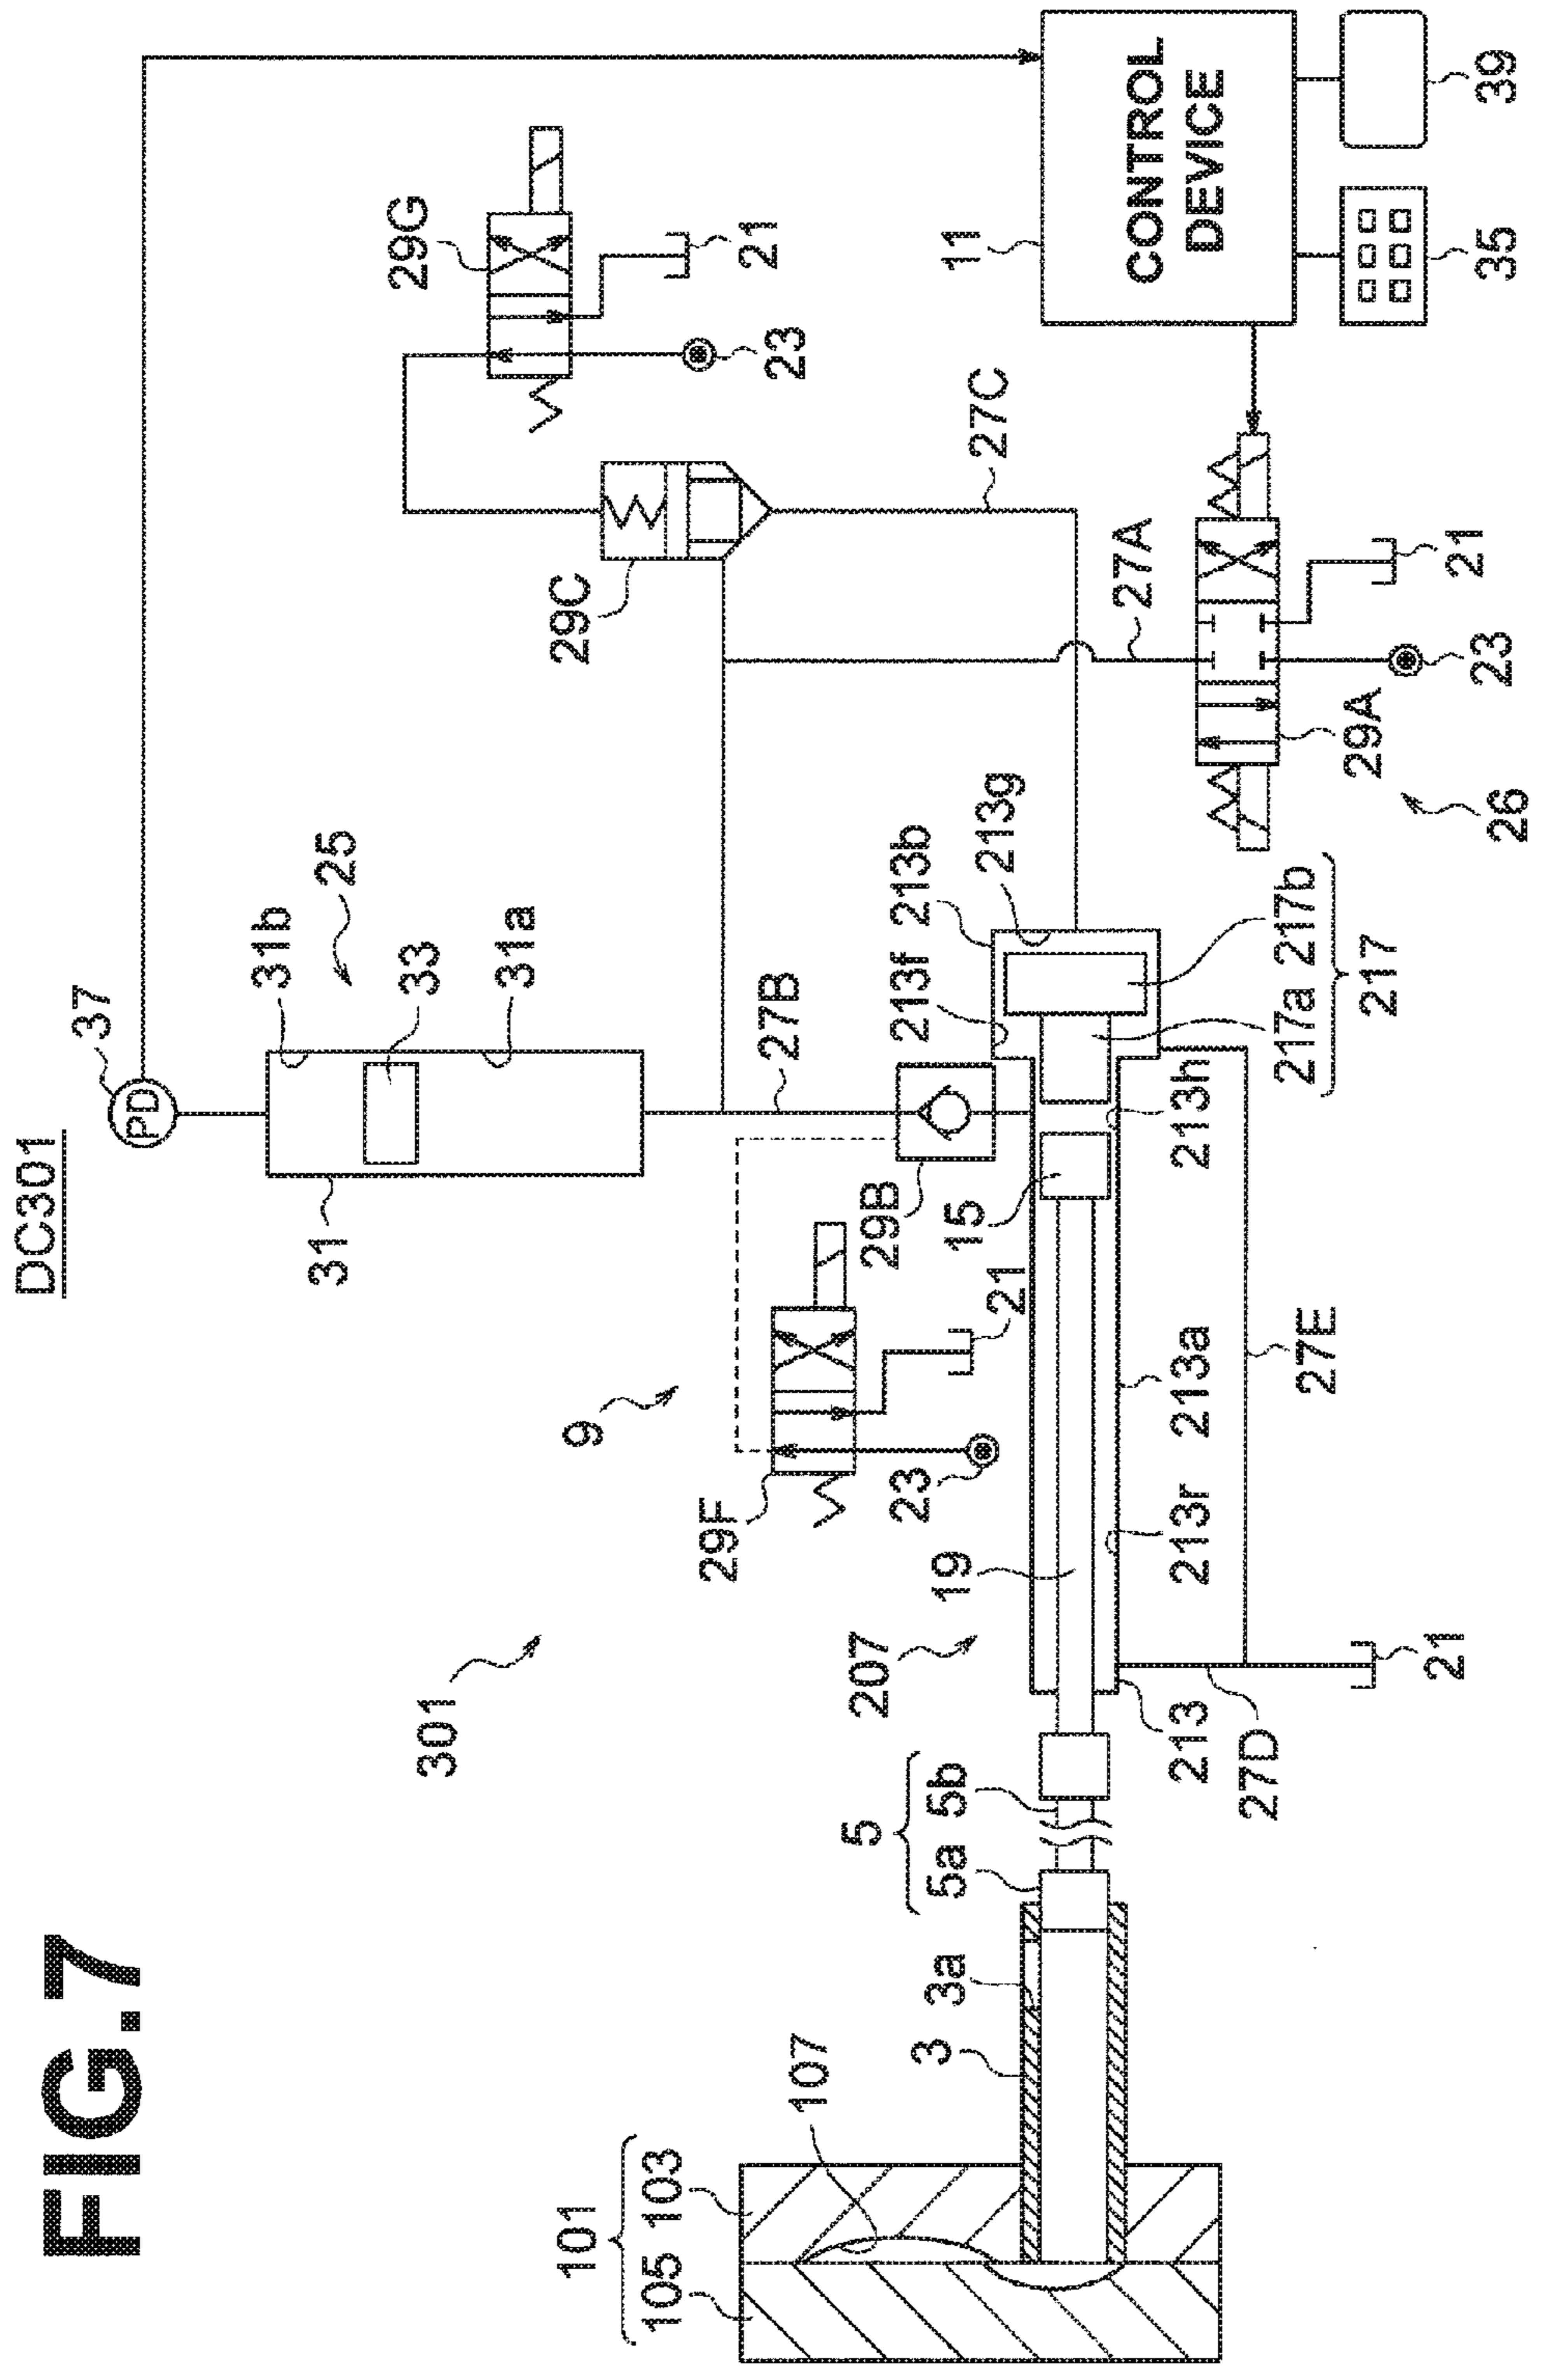 FIG.7
DC301
37
PD
31b
25
33
31a
31
29G
21
23
29C
27C
11
CONTROL
DEVICE
39
35
27A
21
23
29A
26
27B
213f
213b
213g
217a
217b
217
213h
29B
15
9
29F
23
21
301
207
19
213r
213a
27E
213
27D
21
5
5a
5b
3a
3
107
101
105
103